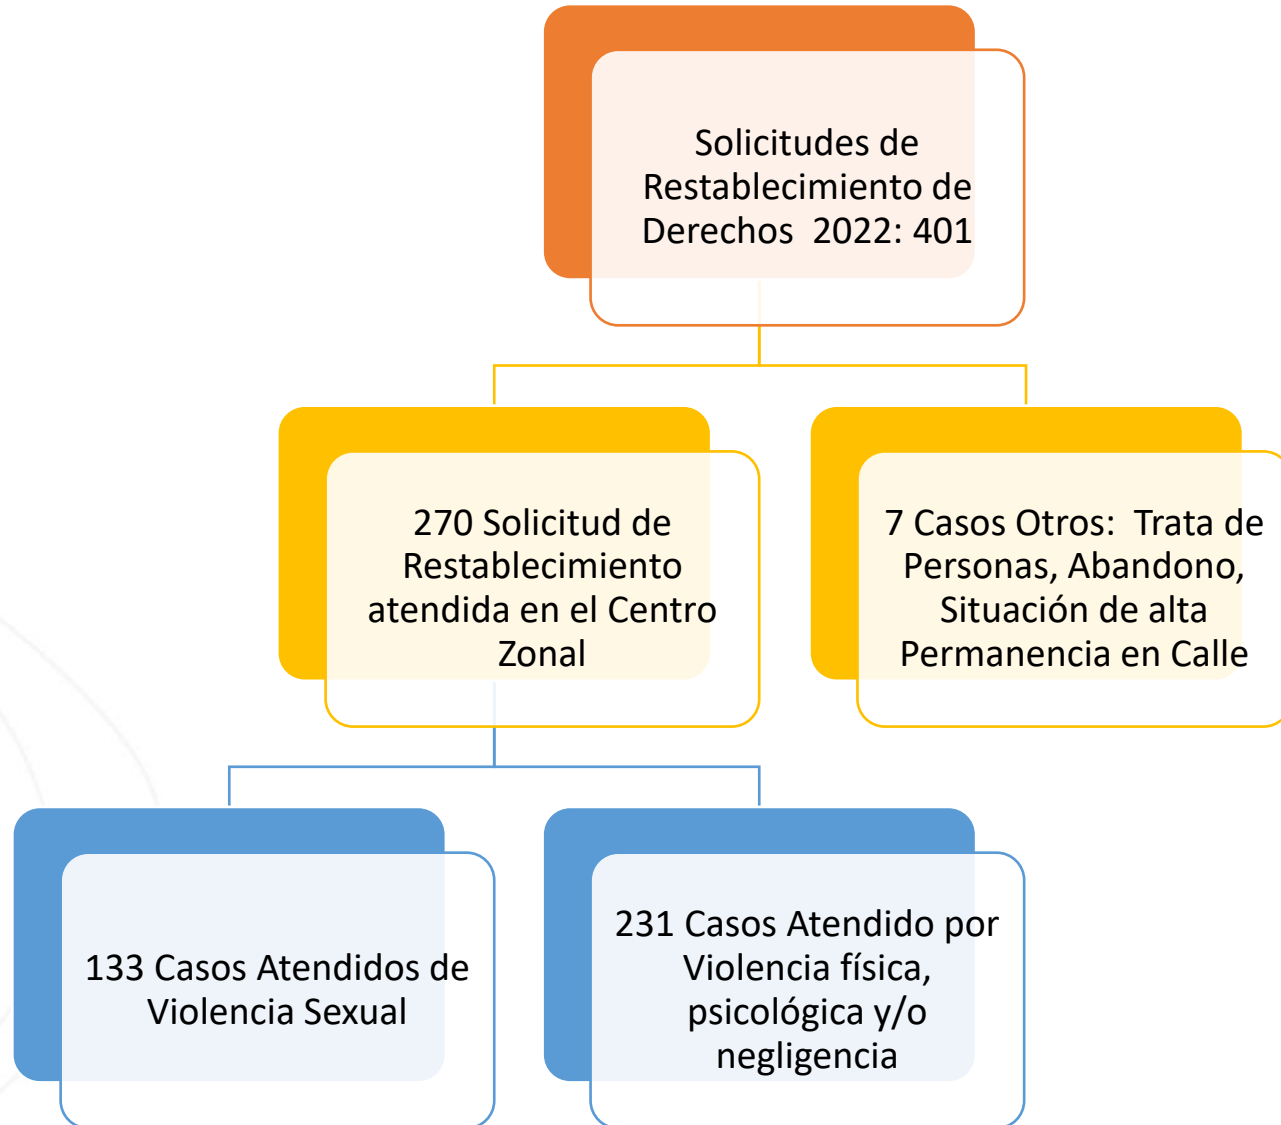 Solicitudes de
Restablecimiento de
Derechos  2022: 401
270 Solicitud de
Restablecimiento
atendida en el Centro
Zonal
7 Casos Otros:  Trata de
Personas, Abandono,
Situación de alta
Permanencia en Calle
133 Casos Atendidos de
Violencia Sexual
231 Casos Atendido por
Violencia física,
psicológica y/o
negligencia